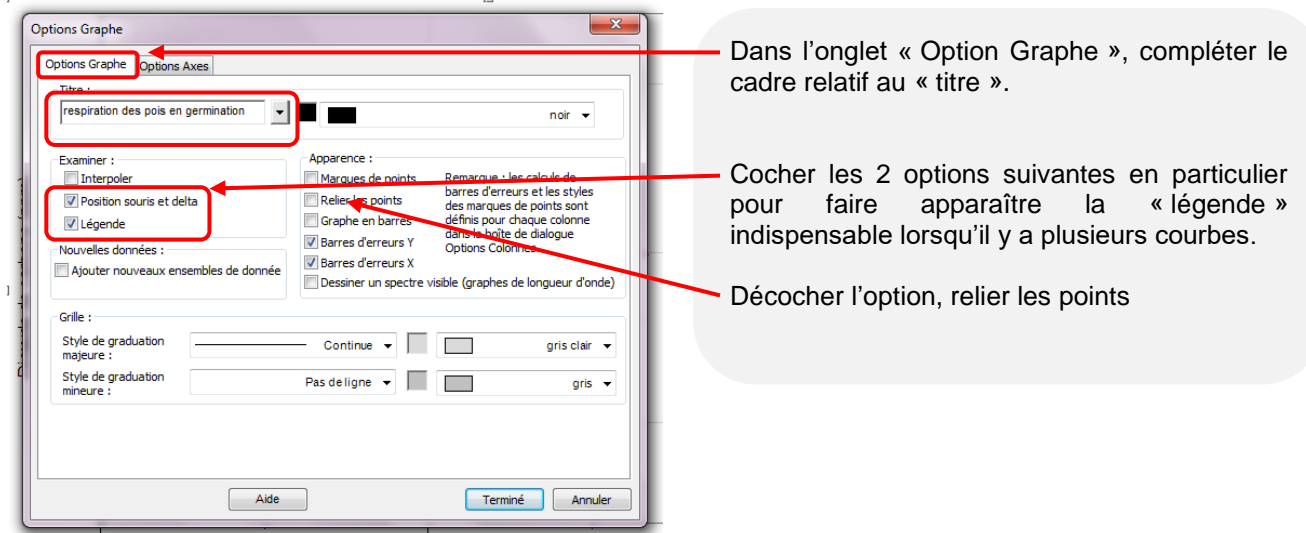 Options Graphe
Options Graphe
Options Axes
Titre :
respiration des pois en germination
noir
Examiner :
Interpoler
Position souris et delta
Légende
Nouvelles données :
Ajouter nouveaux ensembles de donnée
Apparence :
Marques de points
Relier les points
Graphe en barres
Barres d'erreurs Y
Barres d'erreurs X
Dessiner un spectre visible (graphes de longueur d'onde)
Remarque : les calculs de
barres d'erreurs et les styles
des marques de points sont
définis pour chaque colonne
dans la boîte de dialogue
Options Colonnes
Grille :
Style de graduation
majeure :
Continue
gris clair
Style de graduation
mineure :
Pas de ligne
gris
Aide
Terminé
Annuler
Dans l'onglet « Option Graphe », compléter le
cadre relatif au « titre ».
Cocher les 2 options suivantes en particulier
pour faire apparaître la « légende »
indispensable lorsqu'il y a plusieurs courbes.
Décocher l'option, relier les points